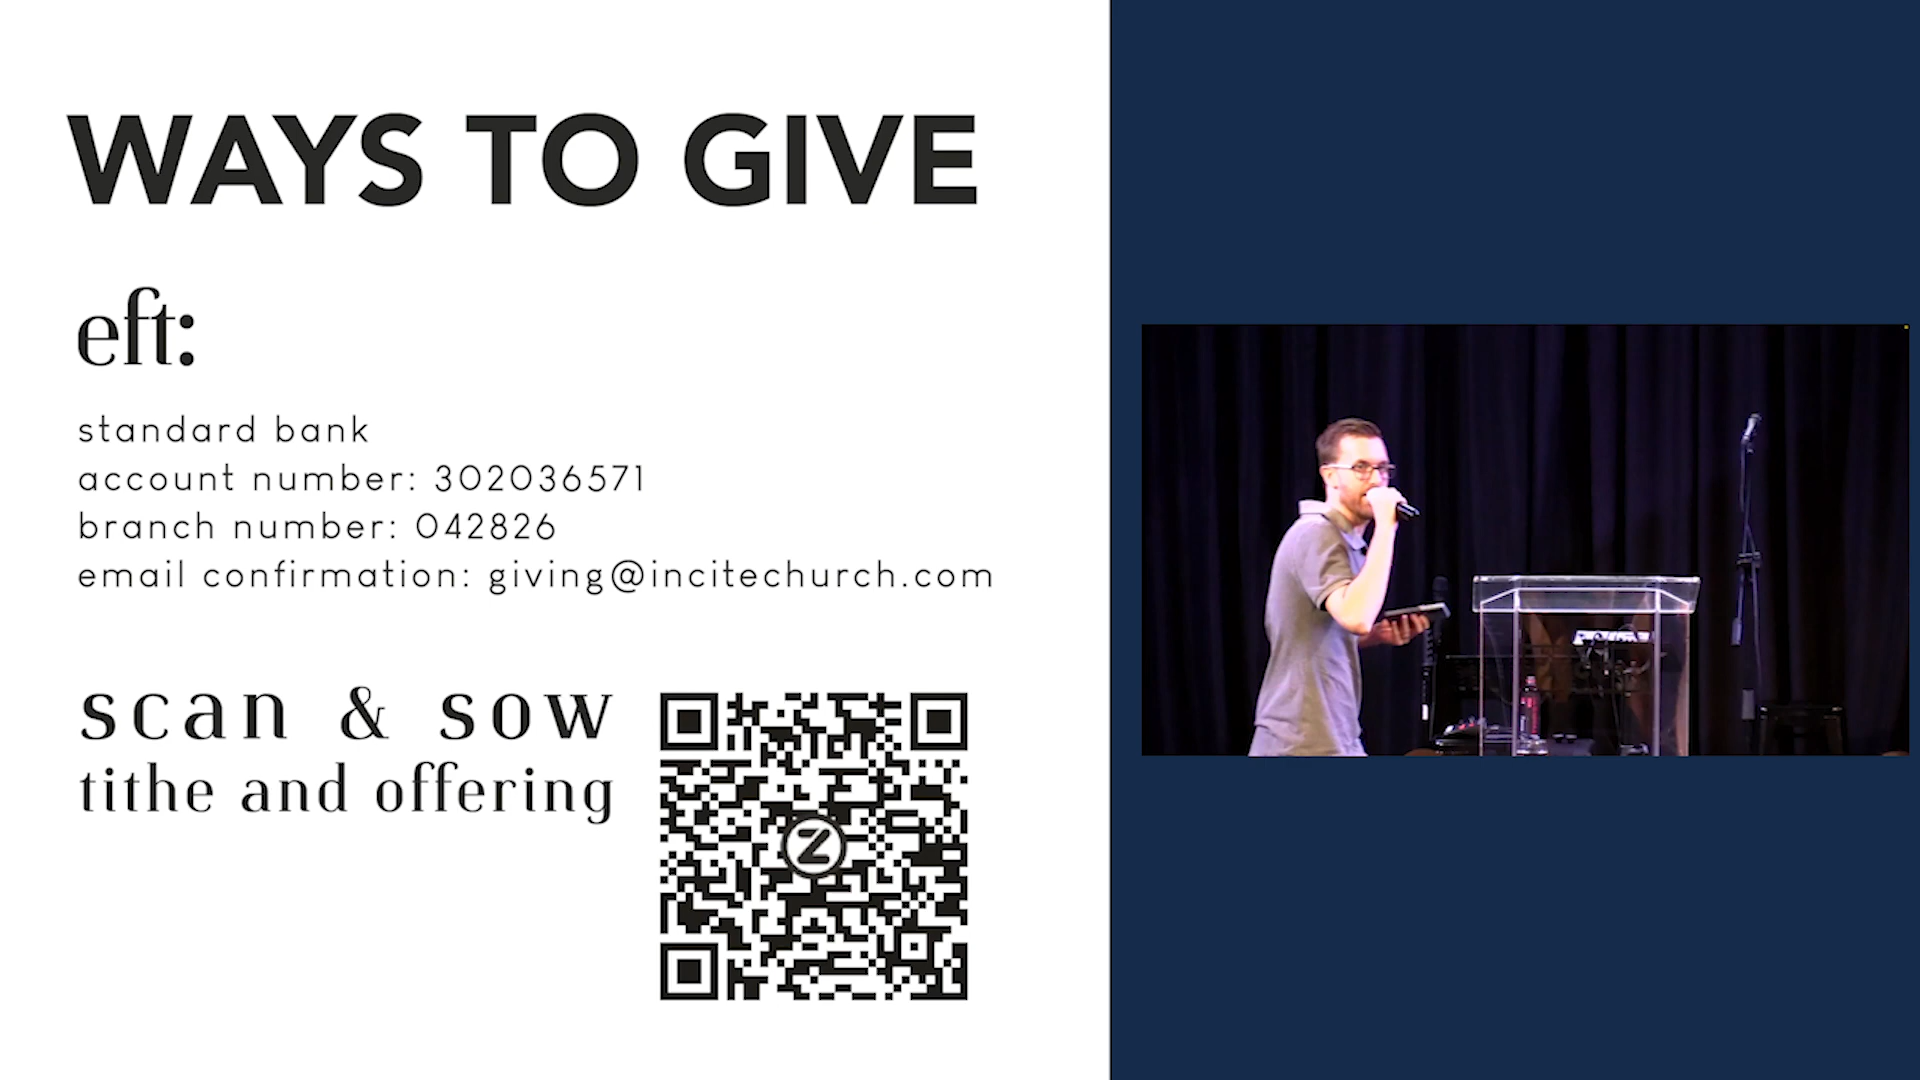 WAYS TO GIVE
eft:
standard bank
account number: 302036571
branch number: 042826
email confirmation: giving@incitechurch.com
scan & sow
tithe and offering